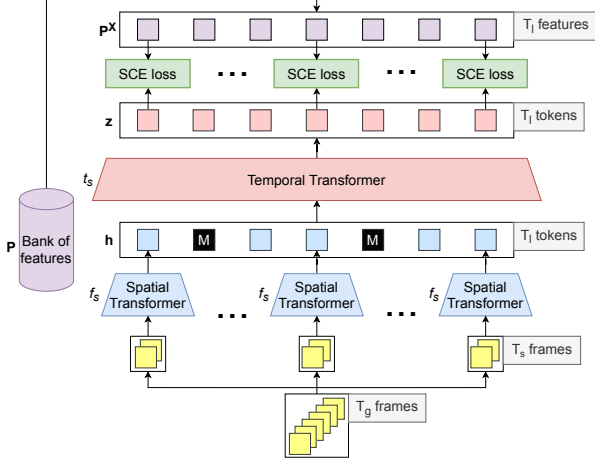 P^X
T_l features
SCE loss
...
SCE loss
...
SCE loss
z
T_l tokens
t_s
Temporal Transformer
P
Bank of
features
h
M
M
T_l tokens
f_s
Spatial
Transformer
...
f_s
Spatial
Transformer
...
f_s
Spatial
Transformer
T_s frames
T_g frames